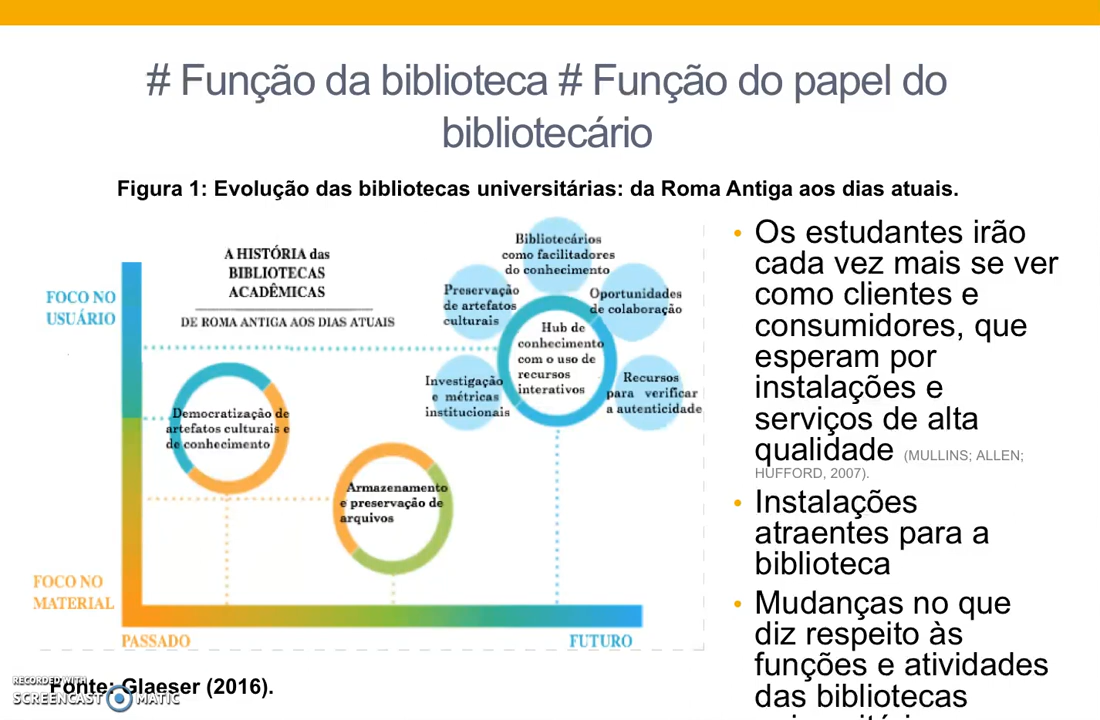 # Função da biblioteca # Função do papel do
bibliotecário
Figura 1: Evolução das bibliotecas universitárias: da Roma Antiga aos dias atuais.
A HISTÓRIA das
BIBLIOTECAS
ACADÊMICAS
DE ROMA ANTIGA AOS DIAS ATUAIS
FOCO NO
USUÁRIO
FOCO NO
MATERIAL
PASSADO
FUTURO
Democratização de
artefatos culturais e
de conhecimento
Armazenamento
e preservação de
arquivos
Hub de
conhecimento
com o uso de
recursos
interativos
Bibliotecários
como facilitadores
do conhecimento
Preservação
de artefatos
culturais
Oportunidades
de colaboração
Investigação
e métricas
institucionais
Recursos
para verificar
a autenticidade
Fonte: Glaeser (2016).
• Os estudantes irão
cada vez mais se ver
como clientes e
consumidores, que
esperam por
instalações e
serviços de alta
qualidade (MULLINS; ALLEN;
HUFFORD, 2007).
• Instalações
atraentes para a
biblioteca
• Mudanças no que
diz respeito às
funções e atividades
das bibliotecas
RECORDED WITH
SCREENCAST MATIC